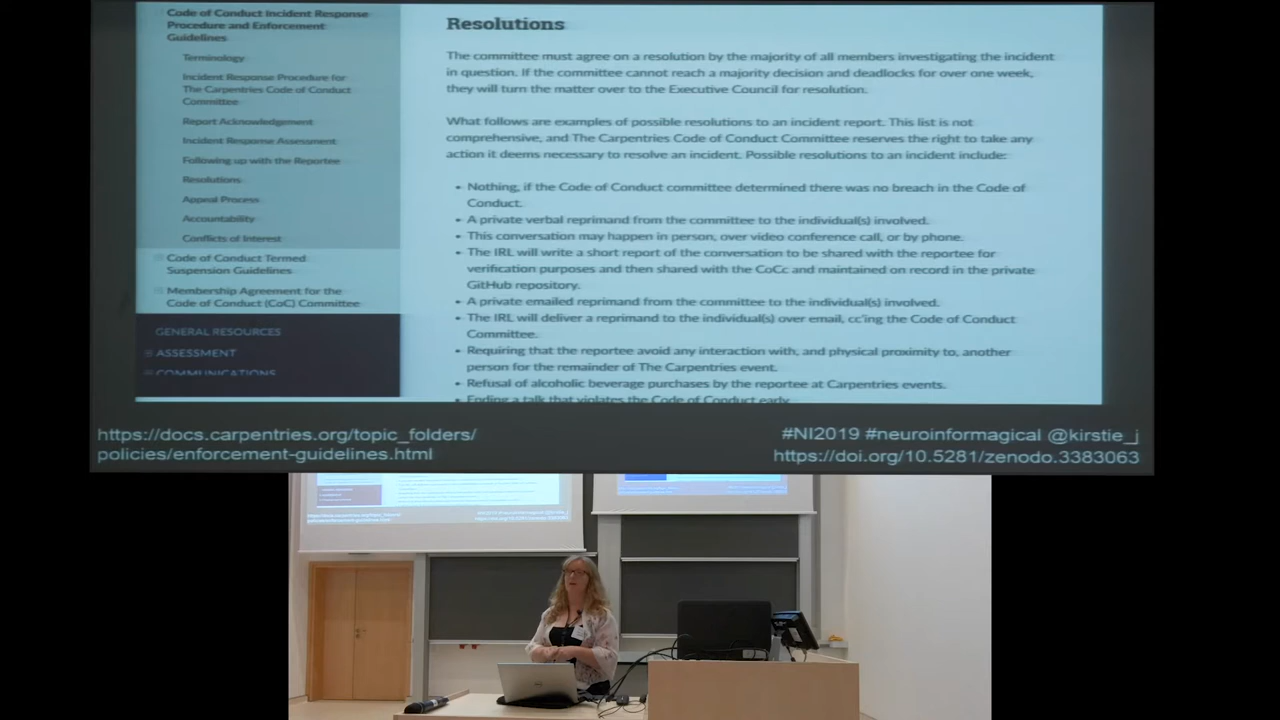 Code of Conduct Incident Response
Procedure and Enforcement
Guidelines
Terminology
Incident Response Procedure for
The Carpentries Code of Conduct
Committee
Report Acknowledgement
Incident Response Assessment
Following up with the Reportee
Resolutions
Appeal Process
Accountability
Conflicts of Interest
Code of Conduct Termed
Suspension Guidelines
Membership Agreement for the
Code of Conduct (CoC) Committee
GENERAL RESOURCES
ASSESSMENT
COMMUNICATIONS
Resolutions
The committee must agree on a resolution by the majority of all members investigating the incident
in question. If the committee cannot reach a majority decision and deadlocks for over one week,
they will turn the matter over to the Executive Council for resolution.
What follows are examples of possible resolutions to an incident report. This list is not
comprehensive, and The Carpentries Code of Conduct Committee reserves the right to take any
action it deems necessary to resolve an incident. Possible resolutions to an incident include:
• Nothing, if the Code of Conduct committee determined there was no breach in the Code of
Conduct.
• A private verbal reprimand from the committee to the individual(s) involved.
• This conversation may happen in person, over video conference call, or by phone.
• The IRL will write a short report of the conversation to be shared with the reportee for
verification purposes and then shared with the CoCc and maintained on record in the private
GitHub repository.
• A private emailed reprimand from the committee to the individual(s) involved.
• The IRL will deliver a reprimand to the individual(s) over email, cc'ing the Code of Conduct
Committee.
• Requiring that the reportee avoid any interaction with, and physical proximity to, another
person for the remainder of The Carpentries event.
• Refusal of alcoholic beverage purchases by the reportee at Carpentries events.
• Ending a talk that violates the Code of Conduct early.
https://docs.carpentries.org/topic_folders/
policies/enforcement-guidelines.html
#NI2019 #neuroinformagical @kirstie_j
https://doi.org/10.5281/zenodo.3383063